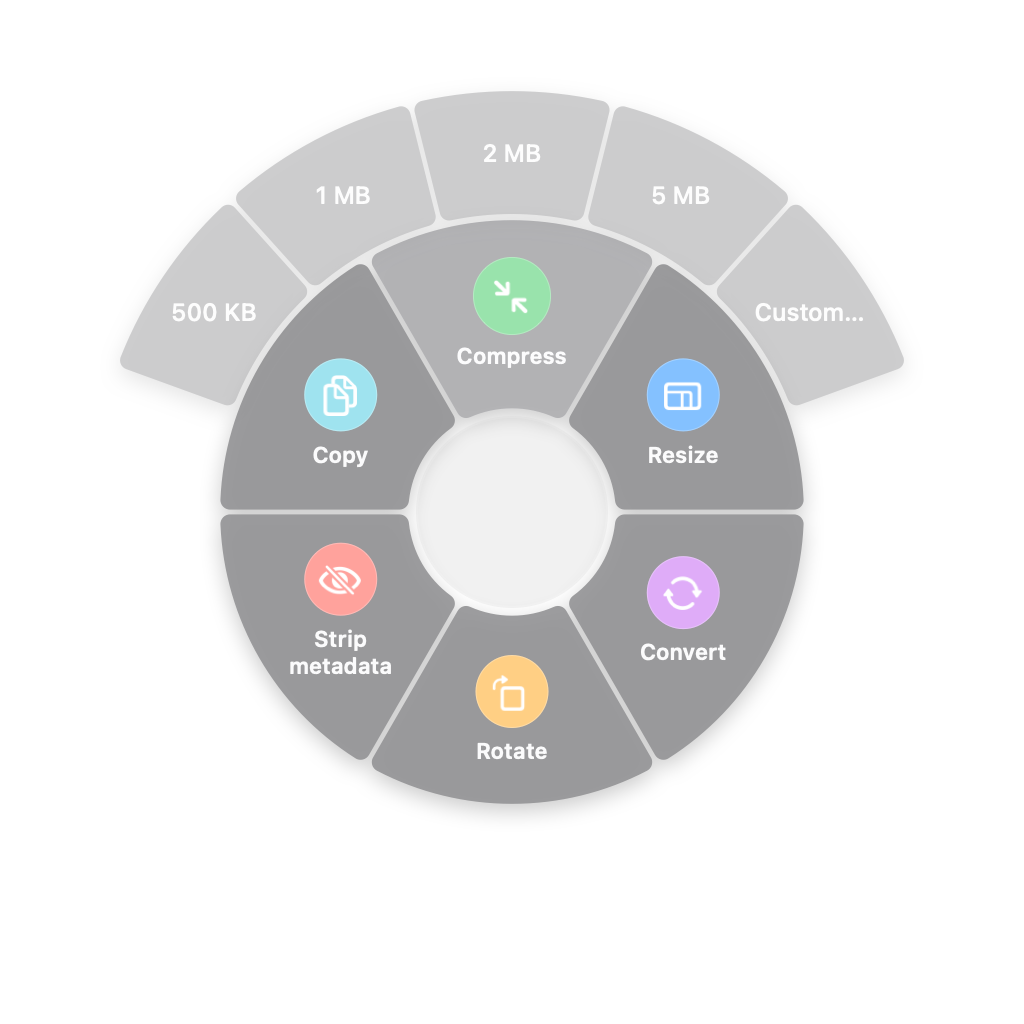 2 MB
1 MB
5 MB
500 KB
Custom...
Compress
Copy
Resize
Strip
metadata
Convert
Rotate